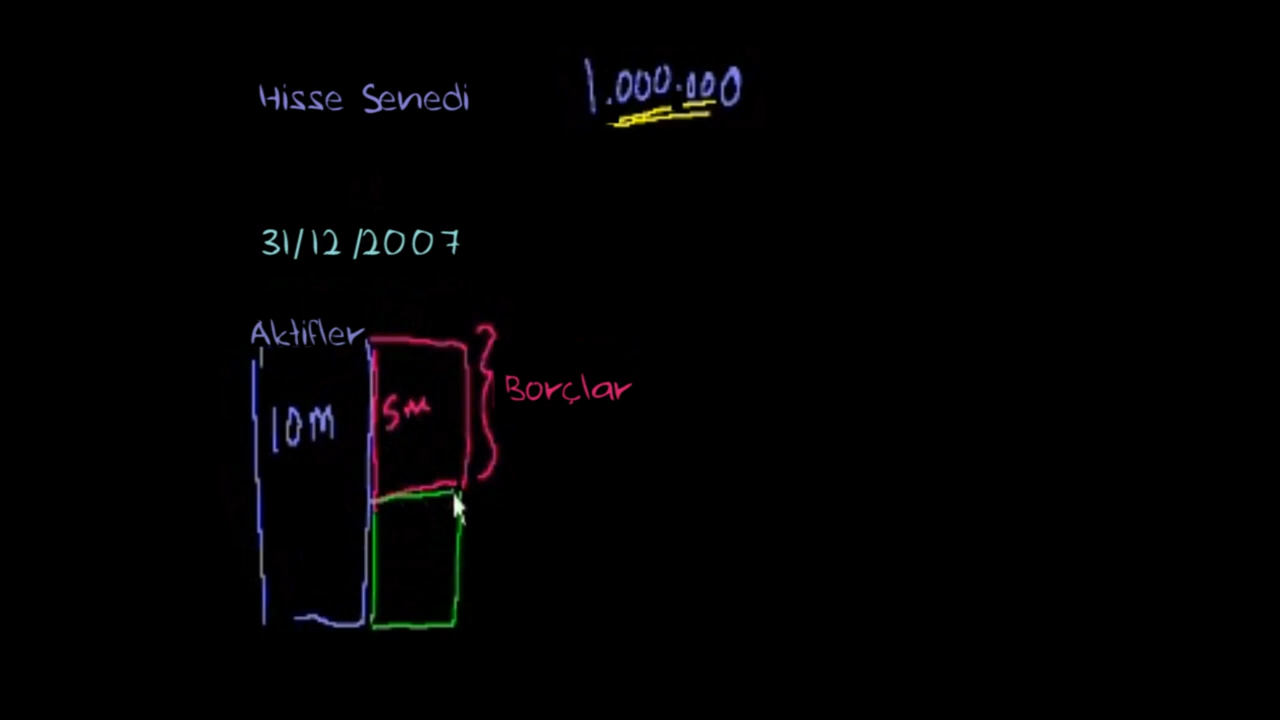 Hisse Senedi 1.000.000
31/12/2007
Aktifler
Borçlar
10M 5M